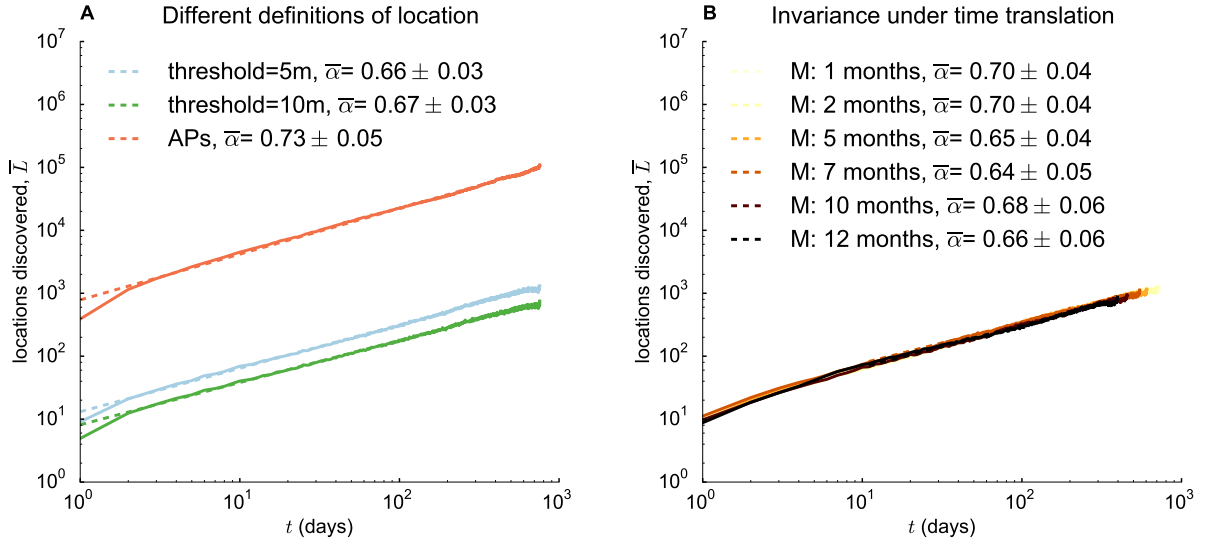 A Different definitions of location
10^7
10^6
10^5
10^4
10^3
10^2
10^1
10^0
locations discovered, L̅
threshold=5m, α̅= 0.66 ± 0.03
threshold=10m, α̅= 0.67 ± 0.03
APs, α̅= 0.73 ± 0.05
10^0 10^1 10^2 10^3
t (days)
B Invariance under time translation
10^7
10^6
10^5
10^4
10^3
10^2
10^1
10^0
locations discovered, L̅
M: 1 months, α̅= 0.70 ± 0.04
M: 2 months, α̅= 0.70 ± 0.04
M: 5 months, α̅= 0.65 ± 0.04
M: 7 months, α̅= 0.64 ± 0.05
M: 10 months, α̅= 0.68 ± 0.06
M: 12 months, α̅= 0.66 ± 0.06
10^0 10^1 10^2 10^3
t (days)